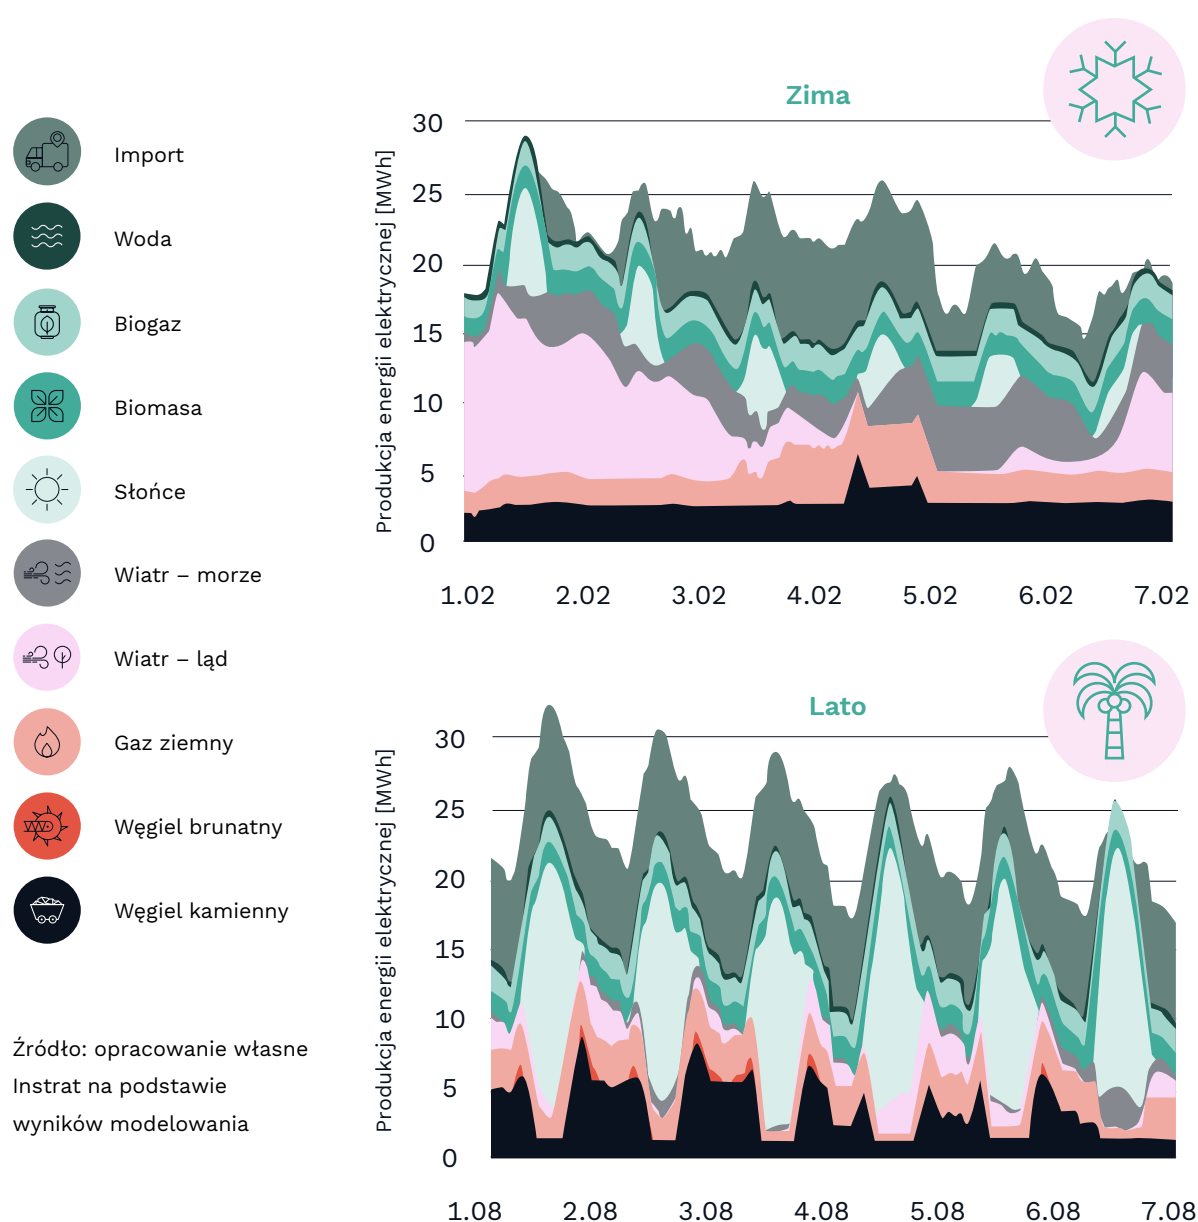 Import
Woda
Biogaz
Biomasa
Słońce
Wiatr – morze
Wiatr – ląd
Gaz ziemny
Węgiel brunatny
Węgiel kamienny
Źródło: opracowanie własne
Instrat na podstawie
wyników modelowania
Zima
Produkcja energii elektrycznej [MWh]
30
25
20
15
10
5
0
1.02 2.02 3.02 4.02 5.02 6.02 7.02
Lato
Produkcja energii elektrycznej [MWh]
30
25
20
15
10
5
0
1.08 2.08 3.08 4.08 5.08 6.08 7.08